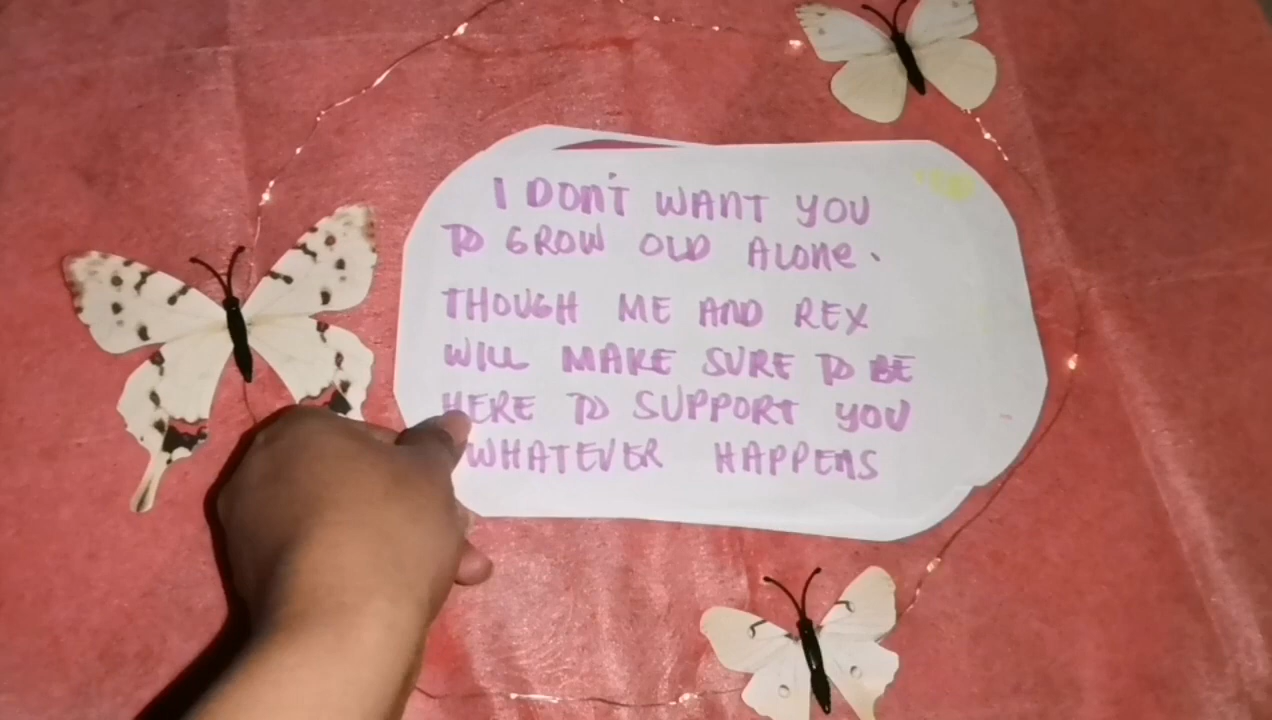 I DON'T WANT YOU
TO GROW OLD ALONE.
THOUGH ME AND REX
WILL MAKE SURE TO BE
HERE TO SUPPORT YOU
WHATEVER HAPPENS